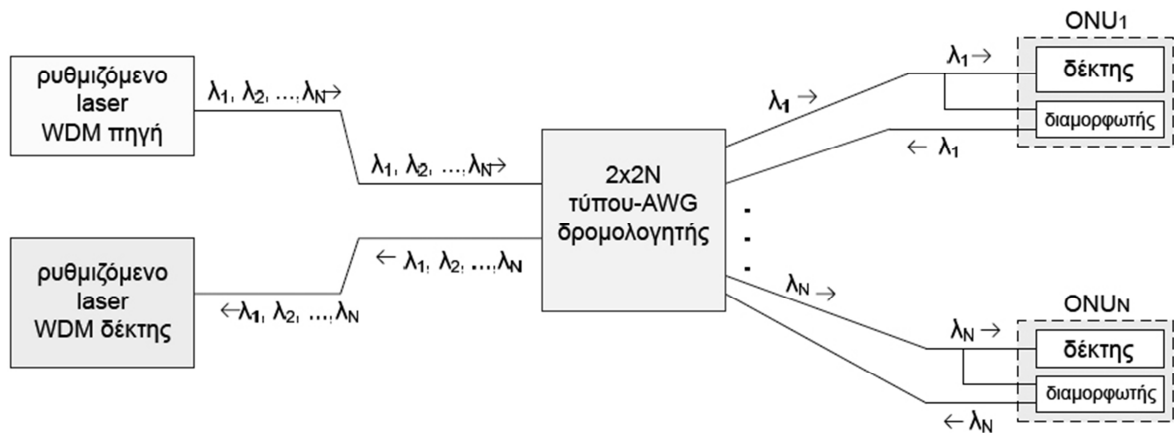 ρυθμιζόμενο
laser
WDM πηγή
λ1, λ2, ...,λN→
λ1, λ2, ...,λN→
ρυθμιζόμενο
laser
WDM δέκτης
← λ1, λ2, ...,λN
←λ1, λ2, ...,λN
2x2N
τύπου-AWG
δρομολογητής
λ1 →
λ1 →
← λ1
ONU1
δέκτης
διαμορφωτής
λN →
λN →
← λN
ONUN
δέκτης
διαμορφωτής